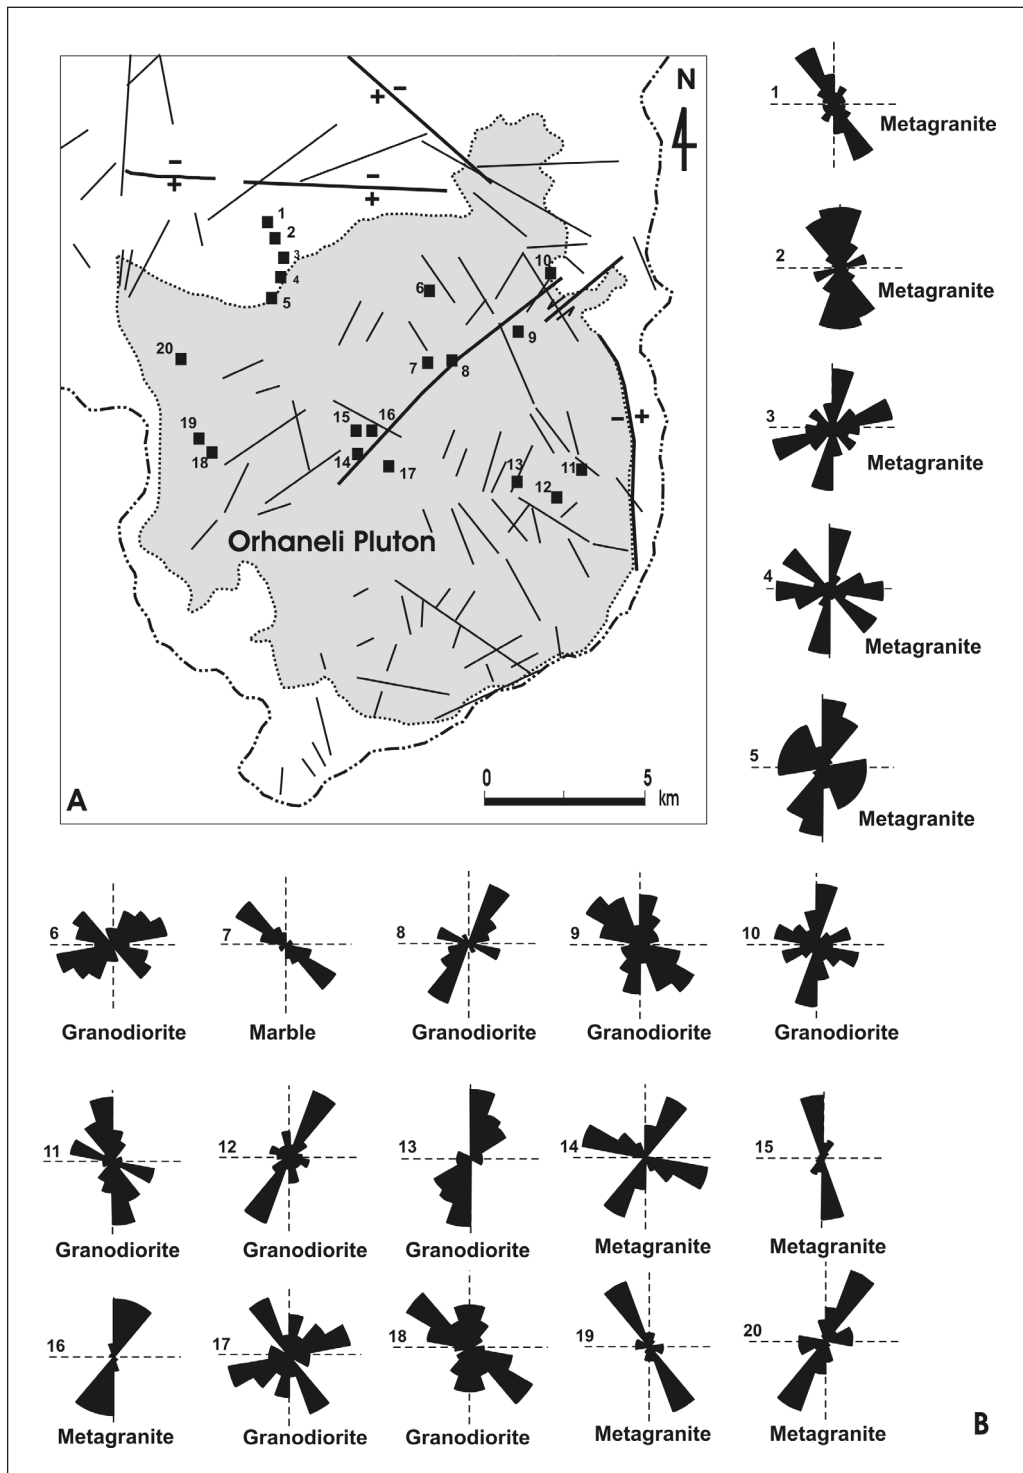 N
+ −
−
+
−
+
1
2
3
4
5
6
7
8
9
10
− +
20
19
18
15 16
14
17
13
11
12
Orhaneli Pluton
0 5
km
A
1
Metagranite
2
Metagranite
3
Metagranite
4
Metagranite
5
Metagranite
6 7 8 9 10
Granodiorite Marble Granodiorite Granodiorite Granodiorite
11 12 13 14 15
Granodiorite Granodiorite Granodiorite Metagranite Metagranite
16 17 18 19 20
Metagranite Granodiorite Granodiorite Metagranite Metagranite
B